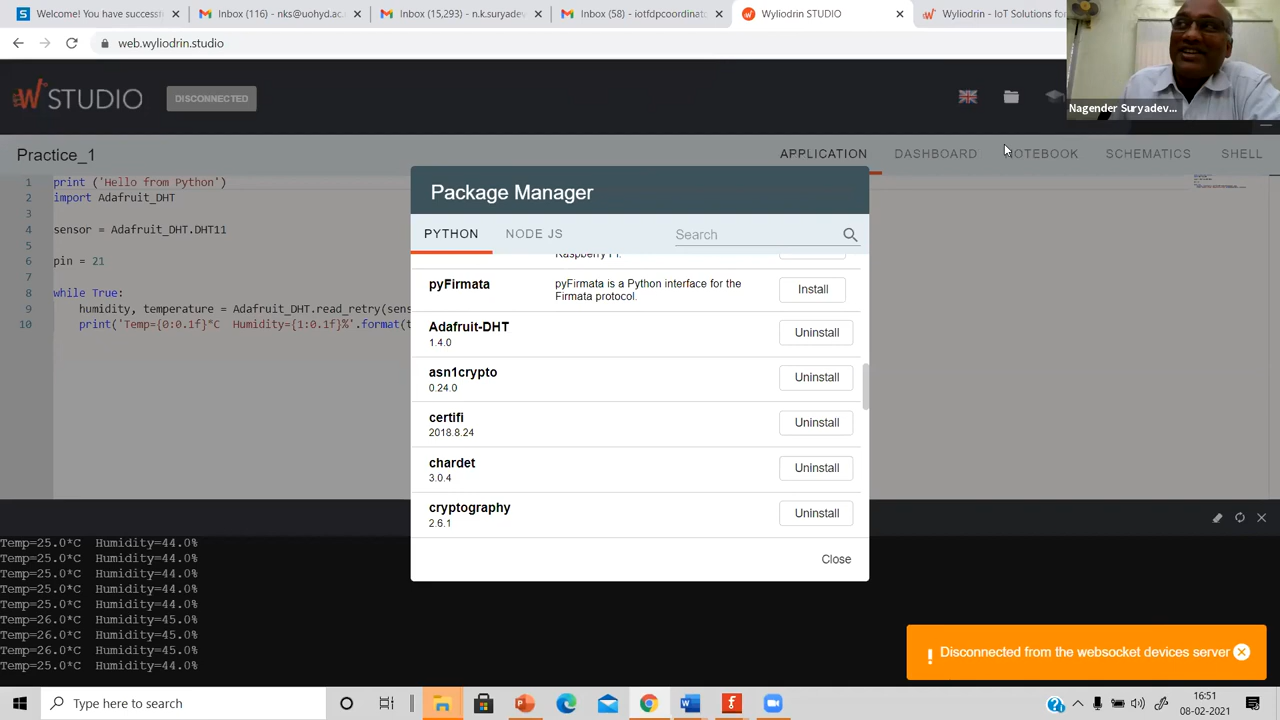 Welcome! You have success
Inbox (116) - nks@uohyd.ac.
Inbox (15,293) - n.k.suryadev
Inbox (58) - iotfdpcoordinato
Wyliodrin STUDIO
Wyliodrin - IoT Solutions fo
web.wyliodrin.studio
STUDIO
DISCONNECTED
Nagender Suryadev...
Practice_1
APPLICATION
DASHBOARD
NOTEBOOK
SCHEMATICS
SHELL
1 print ('Hello from Python')
2 import Adafruit_DHT
3
4 sensor = Adafruit_DHT.DHT11
5
6 pin = 21
7
8 while True:
9 humidity, temperature = Adafruit_DHT.read_retry(sens
10 print('Temp={0:0.1f}*C Humidity={1:0.1f}%'.format(t
Package Manager
PYTHON
NODE JS
Search
Raspberry Pi.
pyFirmata
pyFirmata is a Python interface for the
Firmata protocol.
Install
Adafruit-DHT
1.4.0
Uninstall
asn1crypto
0.24.0
Uninstall
certifi
2018.8.24
Uninstall
chardet
3.0.4
Uninstall
cryptography
2.6.1
Uninstall
Close
Temp=25.0*C Humidity=44.0%
Temp=25.0*C Humidity=44.0%
Temp=25.0*C Humidity=44.0%
Temp=25.0*C Humidity=44.0%
Temp=25.0*C Humidity=44.0%
Temp=26.0*C Humidity=45.0%
Temp=26.0*C Humidity=45.0%
Temp=26.0*C Humidity=45.0%
Temp=25.0*C Humidity=44.0%
Disconnected from the websocket devices server
Type here to search
16:51
08-02-2021